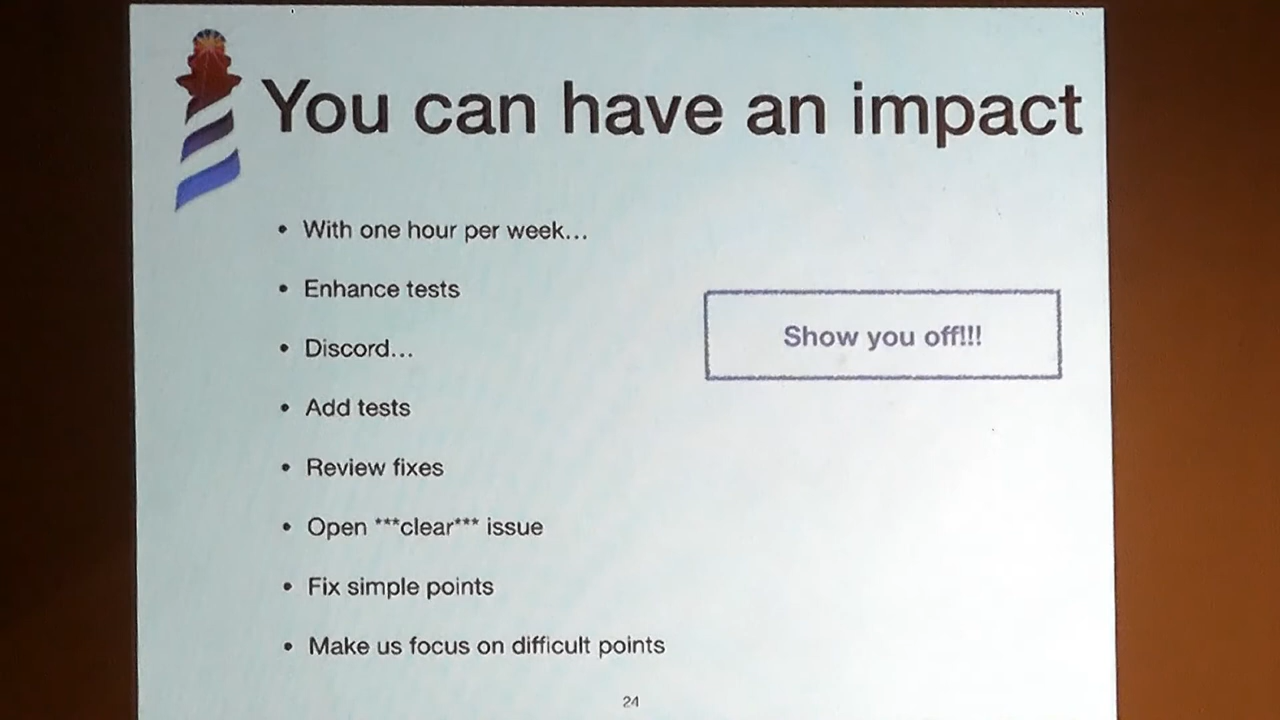 You can have an impact
• With one hour per week...
• Enhance tests
• Discord...
• Add tests
• Review fixes
• Open ***clear*** issue
• Fix simple points
• Make us focus on difficult points
Show you off!!!
24